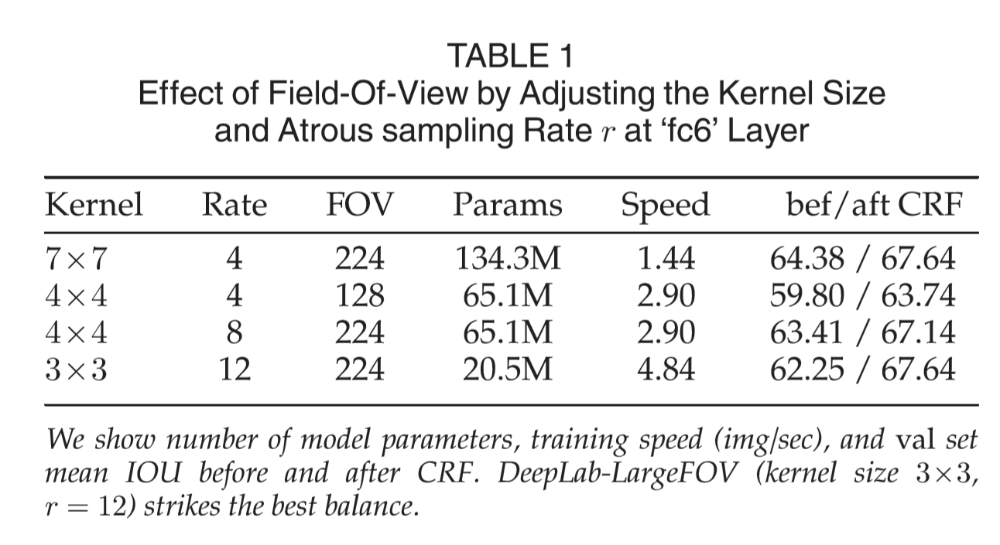 TABLE 1
Effect of Field-Of-View by Adjusting the Kernel Size
and Atrous sampling Rate r at ‘fc6’ Layer
Kernel Rate FOV Params Speed bef/aft CRF
7×7 4 224 134.3M 1.44 64.38 / 67.64
4×4 4 128 65.1M 2.90 59.80 / 63.74
4×4 8 224 65.1M 2.90 63.41 / 67.14
3×3 12 224 20.5M 4.84 62.25 / 67.64
We show number of model parameters, training speed (img/sec), and val set
mean IOU before and after CRF. DeepLab-LargeFOV (kernel size 3×3,
r = 12) strikes the best balance.